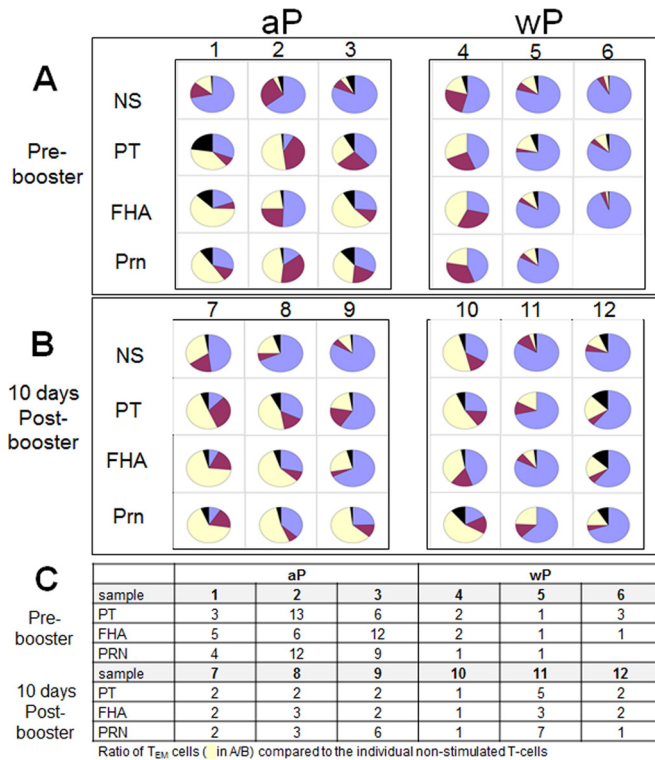 aP wP
1 2 3 4 5 6
A
NS
Pre-
booster
PT
FHA
Prn
7 8 9 10 11 12
B
NS
10 days
Post-
booster
PT
FHA
Prn
C
aP wP
sample 1 2 3 4 5 6
Pre-
booster
PT 3 13 6 2 1 3
FHA 5 6 12 2 1 1
PRN 4 12 9 1 1
sample 7 8 9 10 11 12
10 days
Post-
booster
PT 2 2 2 1 5 2
FHA 2 3 2 1 3 2
PRN 2 3 6 1 7 1
Ratio of TEM cells ( in A/B) compared to the individual non-stimulated T-cells